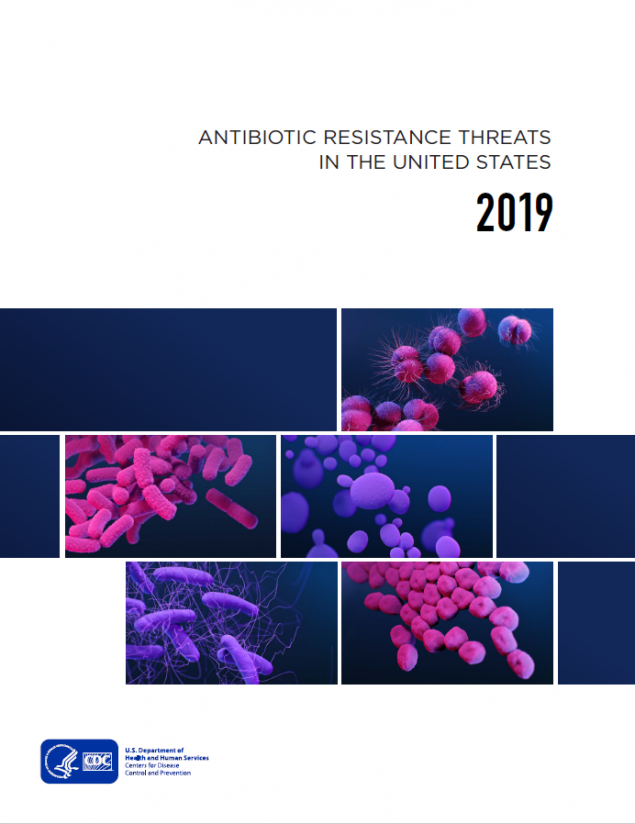 ANTIBIOTIC RESISTANCE THREATS
IN THE UNITED STATES
2019
CDC
U.S. Department of
Health and Human Services
Centers for Disease
Control and Prevention